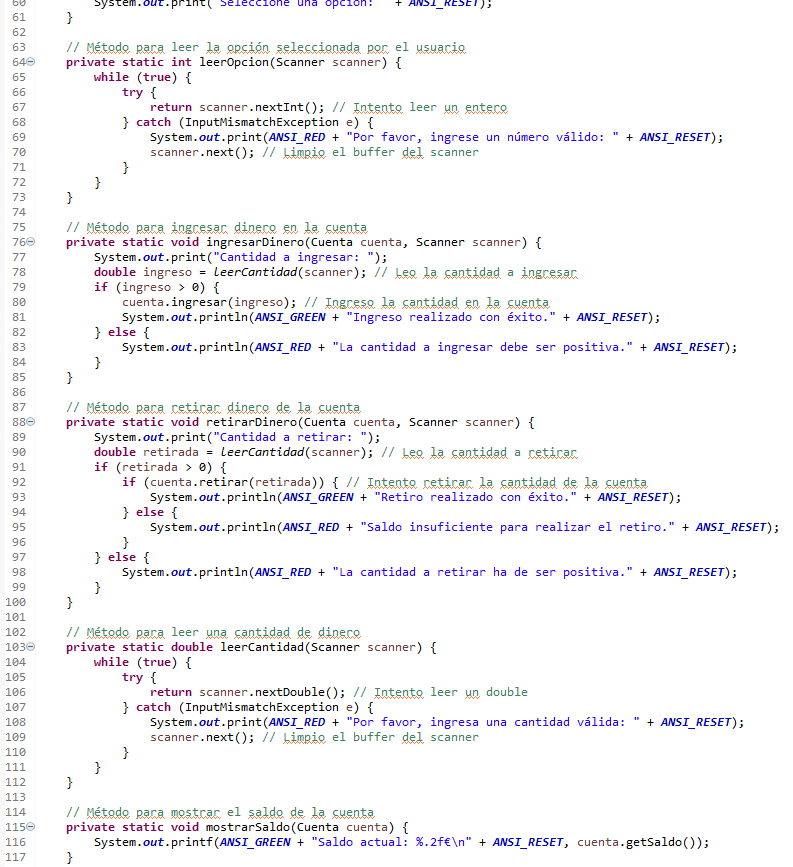 60 System.out.print("Seleccione una opción: " + ANSI_RESET);
61 }
62
63 // Método para leer la opción seleccionada por el usuario
64 private static int leerOpcion(Scanner scanner) {
65 while (true) {
66 try {
67 return scanner.nextInt(); // Intento leer un entero
68 } catch (InputMismatchException e) {
69 System.out.print(ANSI_RED + "Por favor, ingrese un número válido: " + ANSI_RESET);
70 scanner.next(); // Limpio el buffer del scanner
71 }
72 }
73 }
74
75 // Método para ingresar dinero en la cuenta
76 private static void ingresarDinero(Cuenta cuenta, Scanner scanner) {
77 System.out.print("Cantidad a ingresar: ");
78 double ingreso = leerCantidad(scanner); // Leo la cantidad a ingresar
79 if (ingreso > 0) {
80 cuenta.ingresar(ingreso); // Ingreso la cantidad en la cuenta
81 System.out.println(ANSI_GREEN + "Ingreso realizado con éxito." + ANSI_RESET);
82 } else {
83 System.out.println(ANSI_RED + "La cantidad a ingresar debe ser positiva." + ANSI_RESET);
84 }
85 }
86
87 // Método para retirar dinero de la cuenta
88 private static void retirarDinero(Cuenta cuenta, Scanner scanner) {
89 System.out.print("Cantidad a retirar: ");
90 double retirada = leerCantidad(scanner); // Leo la cantidad a retirar
91 if (retirada > 0) {
92 if (cuenta.retirar(retirada)) { // Intento retirar la cantidad de la cuenta
93 System.out.println(ANSI_GREEN + "Retiro realizado con éxito." + ANSI_RESET);
94 } else {
95 System.out.println(ANSI_RED + "Saldo insuficiente para realizar el retiro." + ANSI_RESET);
96 }
97 } else {
98 System.out.println(ANSI_RED + "La cantidad a retirar ha de ser positiva." + ANSI_RESET);
99 }
100 }
101
102 // Método para leer una cantidad de dinero
103 private static double leerCantidad(Scanner scanner) {
104 while (true) {
105 try {
106 return scanner.nextDouble(); // Intento leer un double
107 } catch (InputMismatchException e) {
108 System.out.print(ANSI_RED + "Por favor, ingresa una cantidad válida: " + ANSI_RESET);
109 scanner.next(); // Limpio el buffer del scanner
110 }
111 }
112 }
113
114 // Método para mostrar el saldo de la cuenta
115 private static void mostrarSaldo(Cuenta cuenta) {
116 System.out.printf(ANSI_GREEN + "Saldo actual: %.2f€\n" + ANSI_RESET, cuenta.getSaldo());
117 }